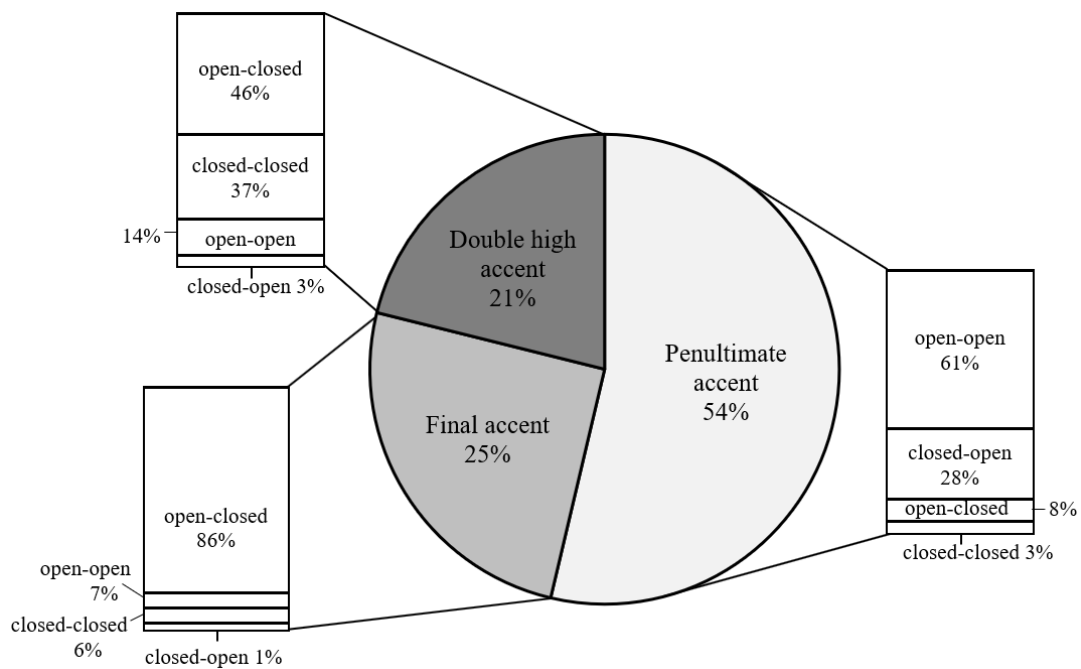 open-closed
46%
closed-closed
37%
14%
open-open
closed-open 3%
Double high
accent
21%
Penultimate
accent
54%
Final accent
25%
open-open
61%
closed-open
28%
open-closed
8%
closed-closed 3%
open-closed
86%
open-open
7%
closed-closed
6%
closed-open 1%